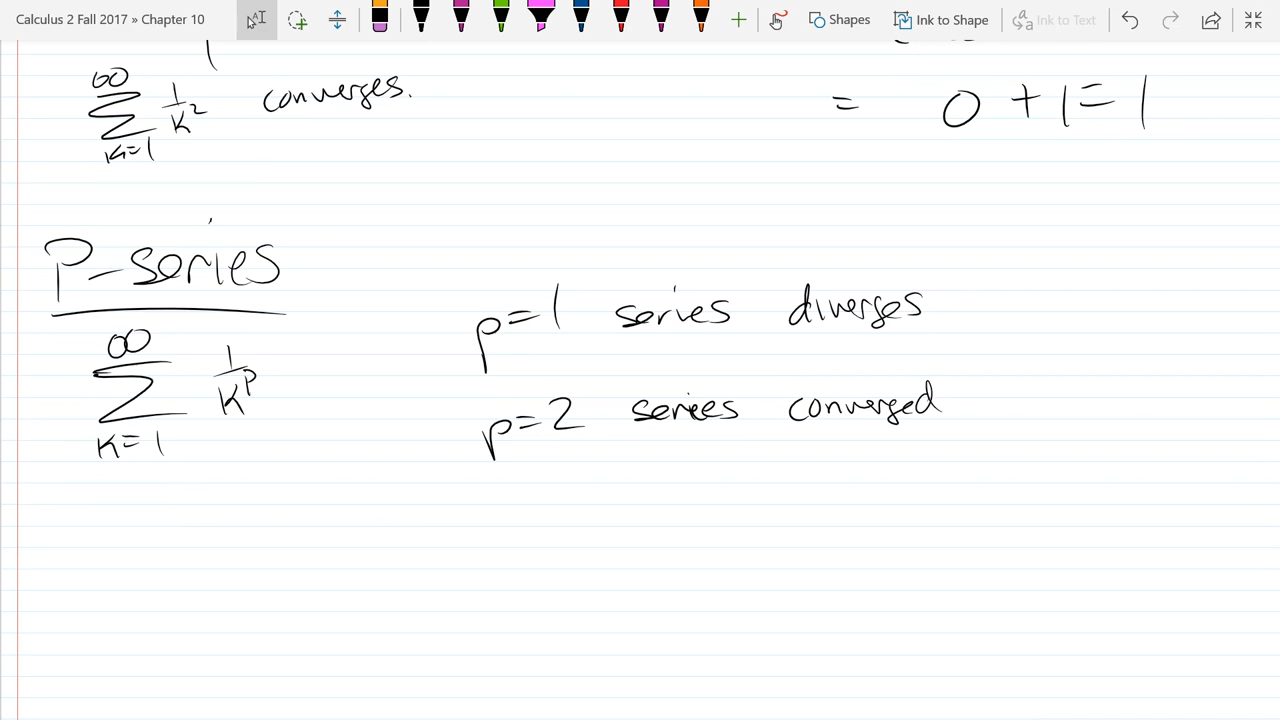 Calculus 2 Fall 2017 » Chapter 10
Shapes
Ink to Shape
Ink to Text
∞
∑ 1/k² converges.
k=1
= 0 + 1 = 1
P-series
∞
∑ 1/k^p
k=1
p=1 series diverges
p=2 series converged